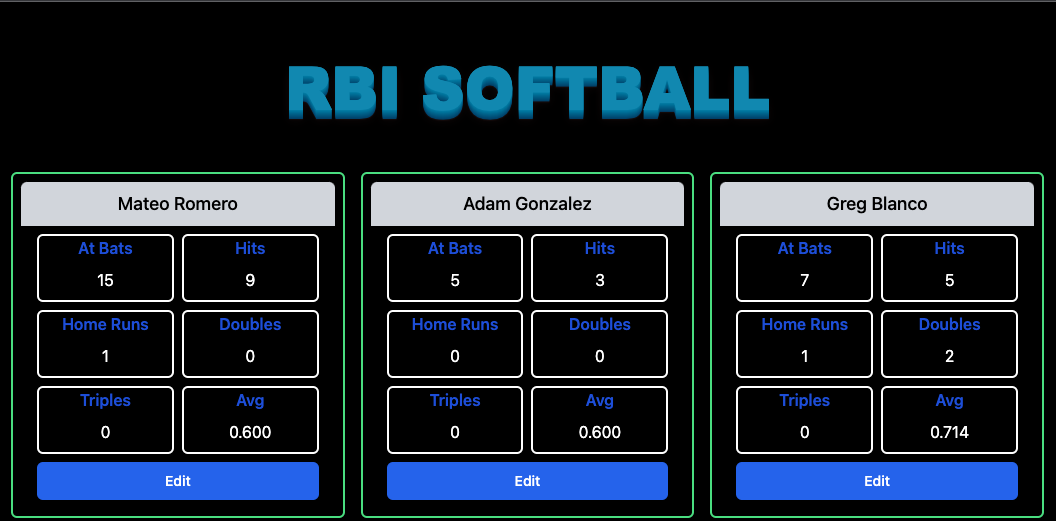 RBI SOFTBALL
Mateo Romero
At Bats
15
Hits
9
Home Runs
1
Doubles
0
Triples
0
Avg
0.600
Edit
Adam Gonzalez
At Bats
5
Hits
3
Home Runs
0
Doubles
0
Triples
0
Avg
0.600
Edit
Greg Blanco
At Bats
7
Hits
5
Home Runs
1
Doubles
2
Triples
0
Avg
0.714
Edit